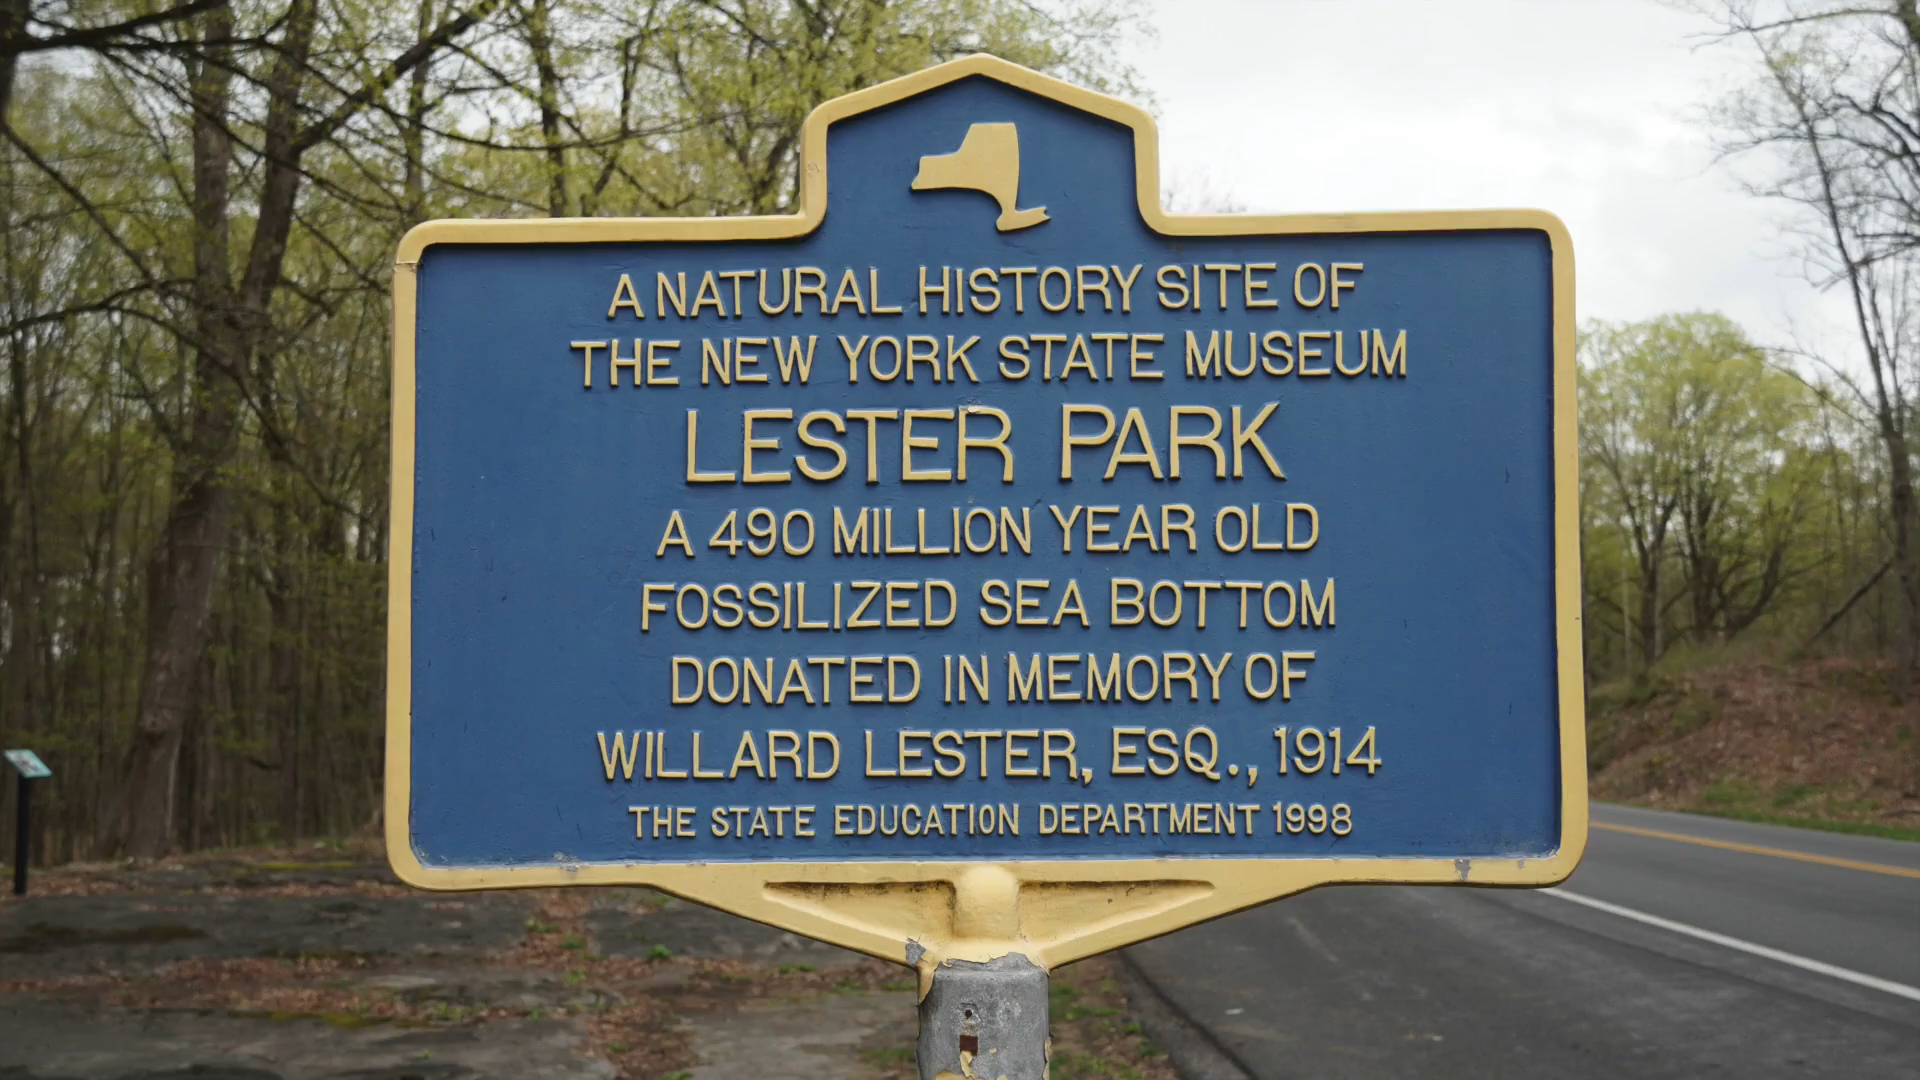 A NATURAL HISTORY SITE OF
THE NEW YORK STATE MUSEUM
LESTER PARK
A 490 MILLION YEAR OLD
FOSSILIZED SEA BOTTOM
DONATED IN MEMORY OF
WILLARD LESTER, ESQ., 1914
THE STATE EDUCATION DEPARTMENT 1998